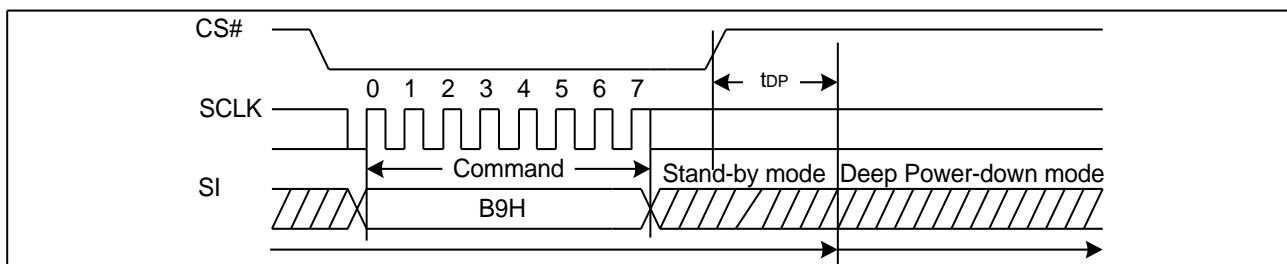 CS#
tDP
0 1 2 3 4 5 6 7
SCLK
Command
Stand-by mode Deep Power-down mode
SI
B9H